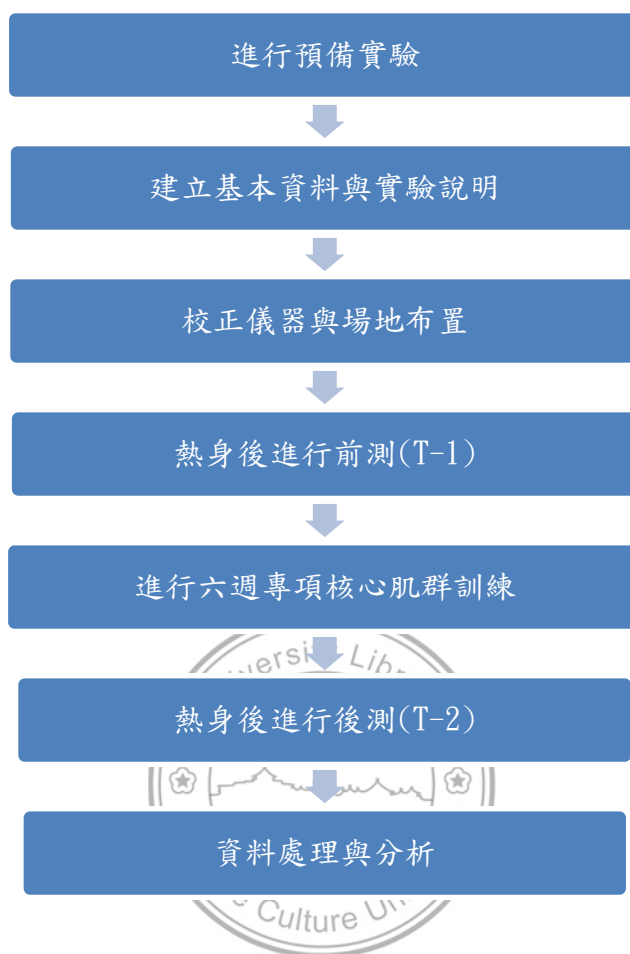 進行預備實驗
建立基本資料與實驗說明
校正儀器與場地布置
熱身後進行前測(T-1)
進行六週專項核心肌群訓練
熱身後進行後測(T-2)
資料處理與分析
Culture